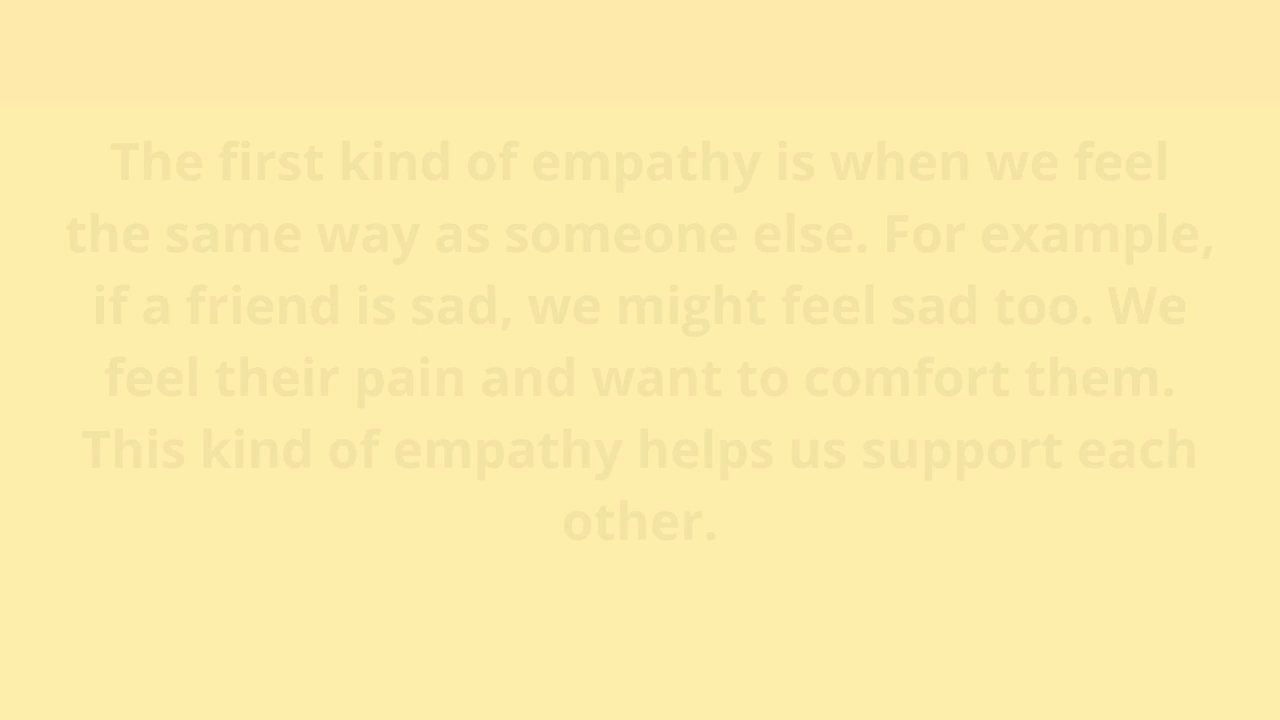 The first kind of empathy is when we feel
the same way as someone else. For example,
if a friend is sad, we might feel sad too. We
feel their pain and want to comfort them.
This kind of empathy helps us support each
other.